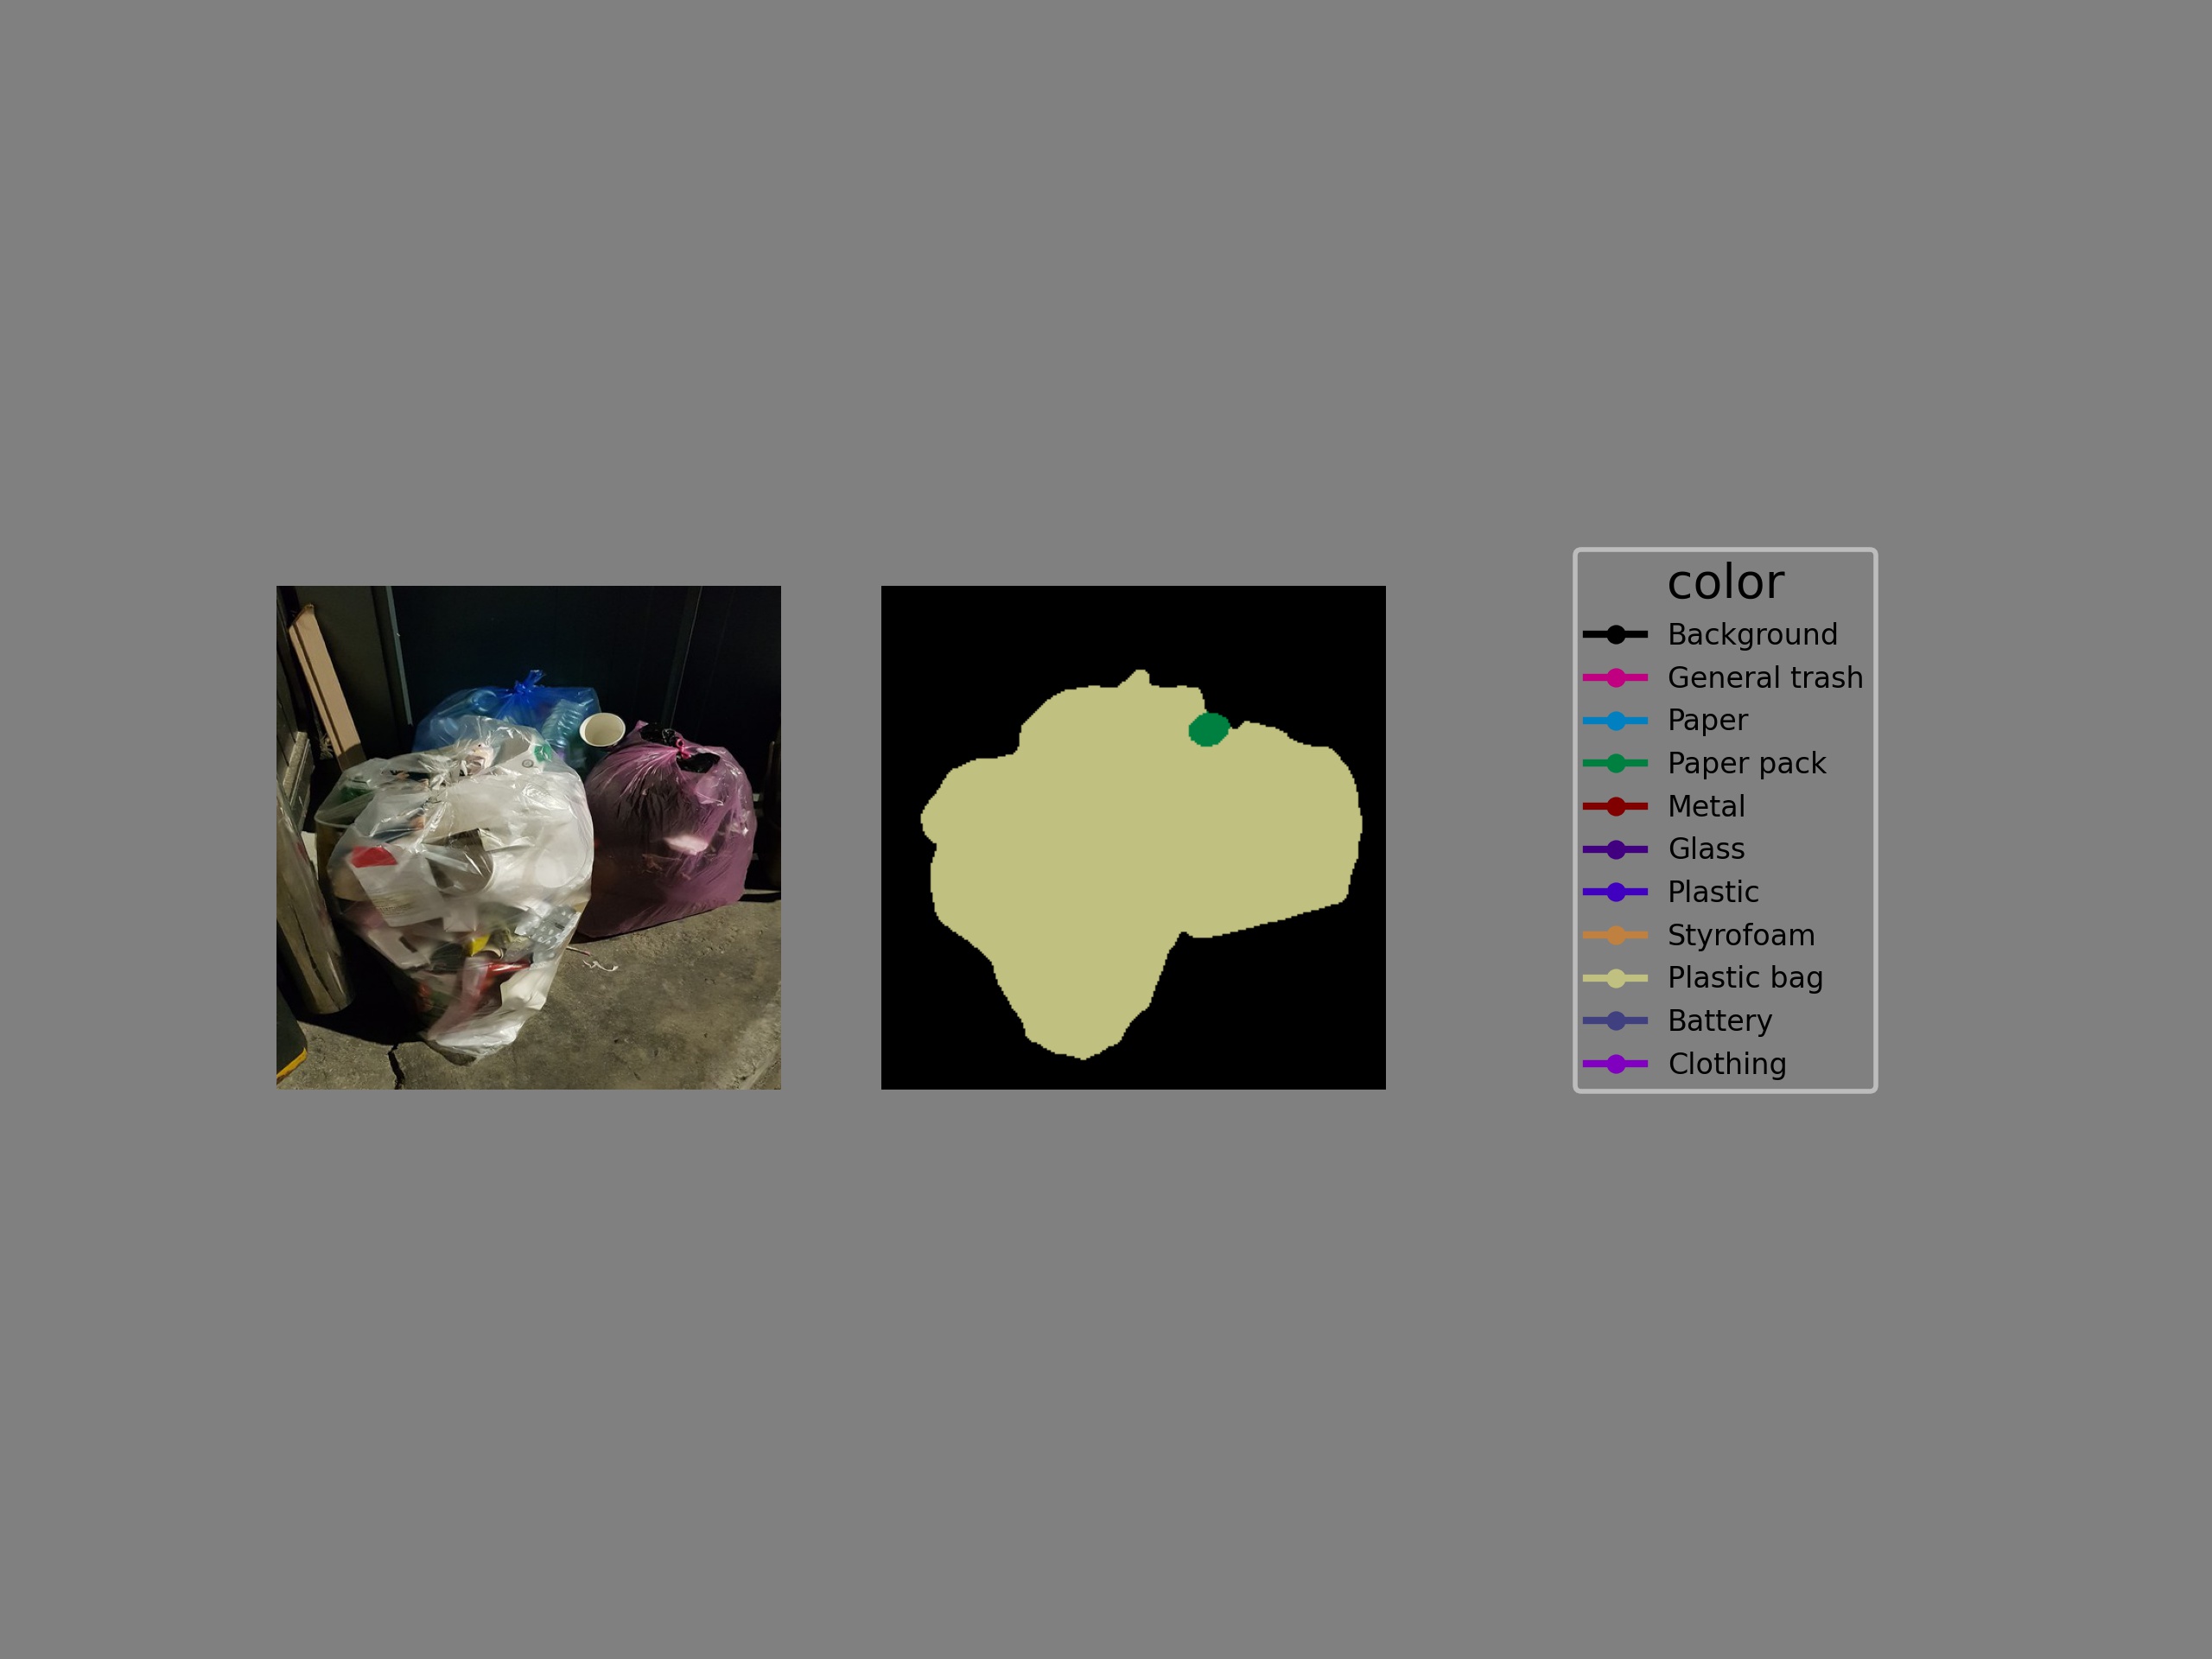 color
Background
General trash
Paper
Paper pack
Metal
Glass
Plastic
Styrofoam
Plastic bag
Battery
Clothing